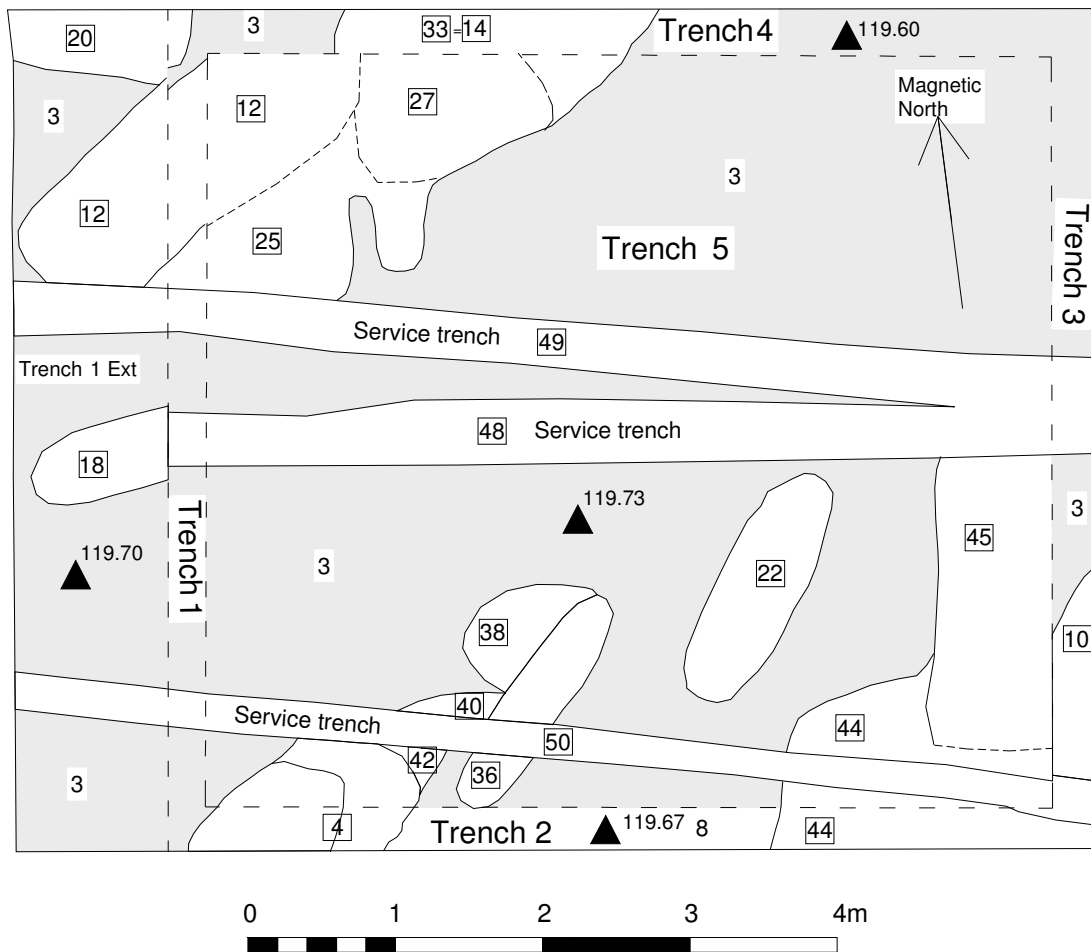 20
3
33=14
Trench 4
119.60
3
12
27
Magnetic
North
3
12
25
Trench 5
Trench 3
Service trench
49
Trench 1 Ext
48
Service trench
18
119.73
3
45
Trench 1
119.70
3
22
38
10
40
44
Service trench
50
42
36
3
4
Trench 2
119.67
8
44
0
1
2
3
4m